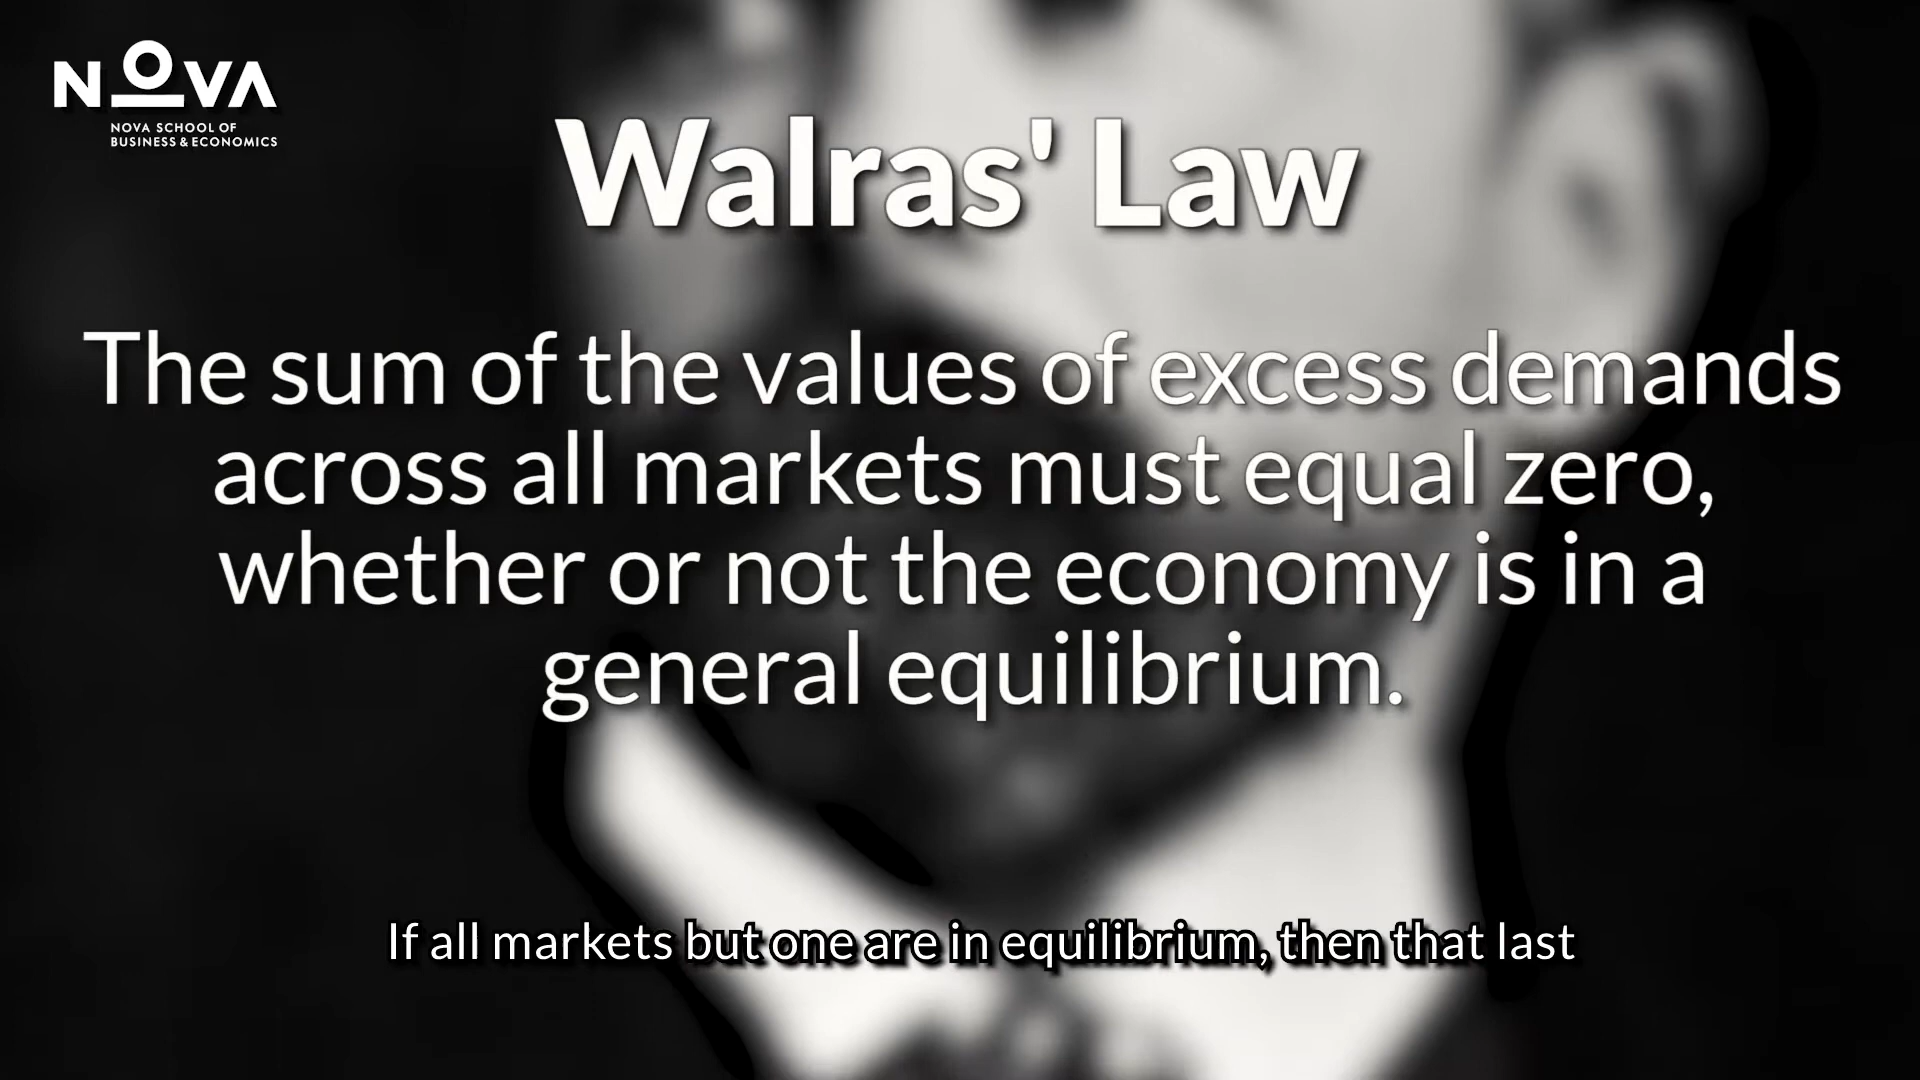 NOVA
NOVA SCHOOL OF
BUSINESS & ECONOMICS
Walras' Law
The sum of the values of excess demands
across all markets must equal zero,
whether or not the economy is in a
general equilibrium.
If all markets but one are in equilibrium, then that last